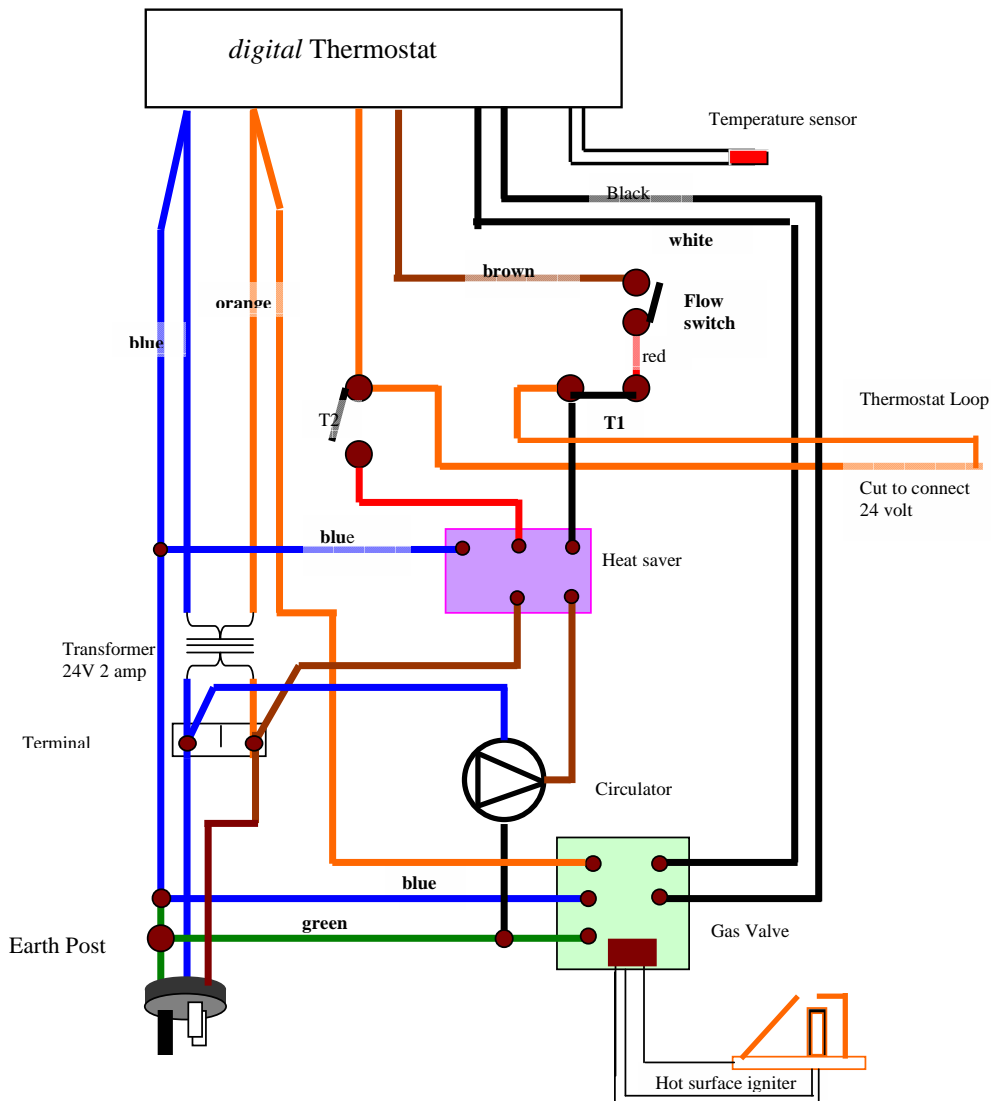 digital Thermostat
Temperature sensor
Black
white
brown
Flow
switch
orange
blue
red
T2
T1
Thermostat Loop
Cut to connect
24 volt
blue
Heat saver
Transformer
24V 2 amp
Terminal
Circulator
blue
green
Gas Valve
Earth Post
Hot surface igniter